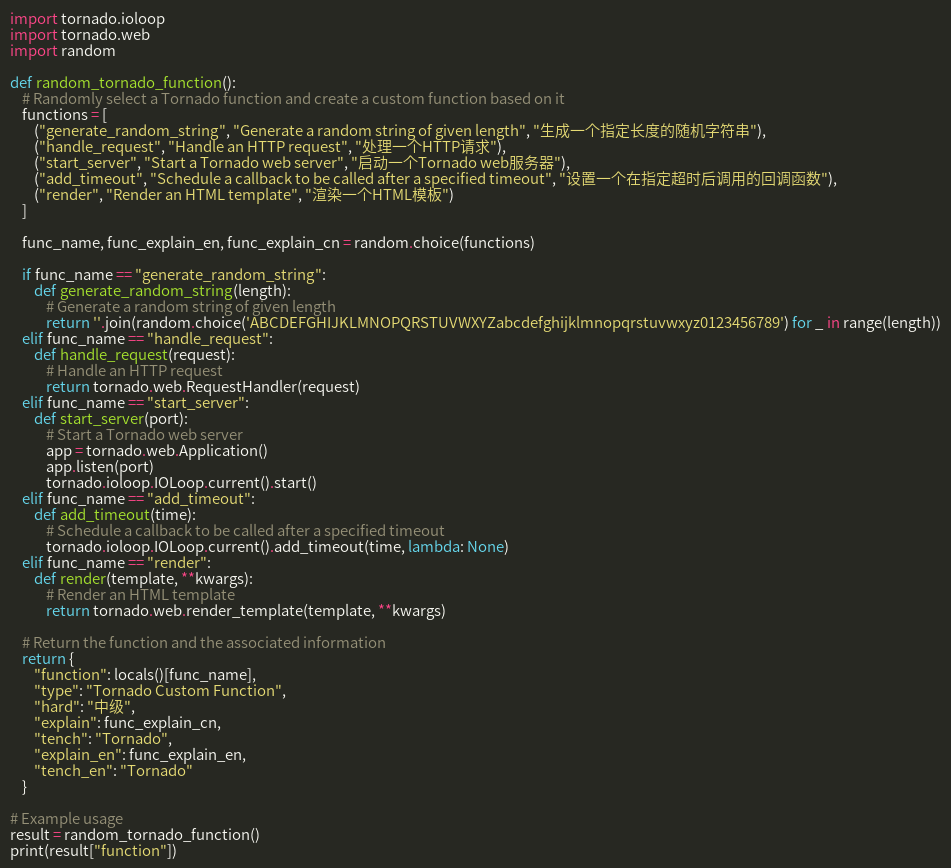 import tornado.ioloop
import tornado.web
import random

def random_tornado_function():
    # Randomly select a Tornado function and create a custom function based on it
    functions = [
        ("generate_random_string", "Generate a random string of given length", "生成一个指定长度的随机字符串"),
        ("handle_request", "Handle an HTTP request", "处理一个HTTP请求"),
        ("start_server", "Start a Tornado web server", "启动一个Tornado web服务器"),
        ("add_timeout", "Schedule a callback to be called after a specified timeout", "设置一个在指定超时后调用的回调函数"),
        ("render", "Render an HTML template", "渲染一个HTML模板")
    ]

    func_name, func_explain_en, func_explain_cn = random.choice(functions)

    if func_name == "generate_random_string":
        def generate_random_string(length):
            # Generate a random string of given length
            return ''.join(random.choice('ABCDEFGHIJKLMNOPQRSTUVWXYZabcdefghijklmnopqrstuvwxyz0123456789') for _ in range(length))
    elif func_name == "handle_request":
        def handle_request(request):
            # Handle an HTTP request
            return tornado.web.RequestHandler(request)
    elif func_name == "start_server":
        def start_server(port):
            # Start a Tornado web server
            app = tornado.web.Application()
            app.listen(port)
            tornado.ioloop.IOLoop.current().start()
    elif func_name == "add_timeout":
        def add_timeout(time):
            # Schedule a callback to be called after a specified timeout
            tornado.ioloop.IOLoop.current().add_timeout(time, lambda: None)
    elif func_name == "render":
        def render(template, **kwargs):
            # Render an HTML template
            return tornado.web.render_template(template, **kwargs)

    # Return the function and the associated information
    return {
        "function": locals()[func_name],
        "type": "Tornado Custom Function",
        "hard": "中级",
        "explain": func_explain_cn,
        "tench": "Tornado",
        "explain_en": func_explain_en,
        "tench_en": "Tornado"
    }

# Example usage
result = random_tornado_function()
print(result["function"])